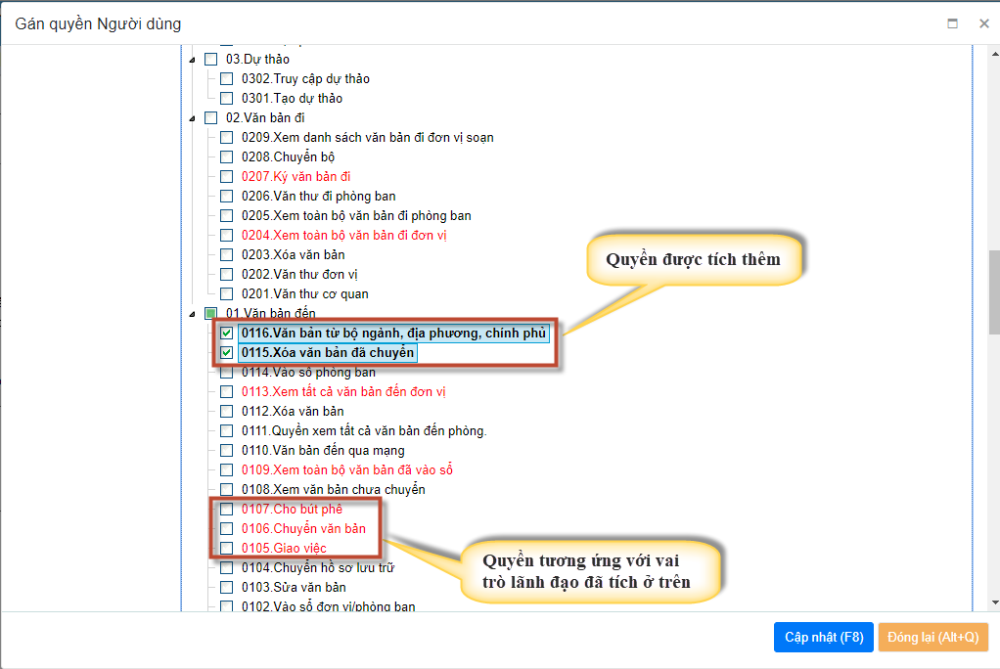 Gán quyền Người dùng
03.Dự thảo
0302.Truy cập dự thảo
0301.Tạo dự thảo
02.Văn bản đi
0209.Xem danh sách văn bản đi đơn vị soạn
0208.Chuyển bộ
0207.Ký văn bản đi
0206.Văn thư đi phòng ban
0205.Xem toàn bộ văn bản đi phòng ban
0204.Xem toàn bộ văn bản đi đơn vị
0203.Xóa văn bản
0202.Văn thư đơn vị
0201.Văn thư cơ quan
Quyền được tích thêm
01.Văn bản đến
0116.Văn bản từ bộ ngành, địa phương, chính phủ
0115.Xóa văn bản đã chuyển
0114.Vào sổ phòng ban
0113.Xem tất cả văn bản đến đơn vị
0112.Xóa văn bản
0111.Quyền xem tất cả văn bản đến phòng.
0110.Văn bản đến qua mạng
0109.Xem toàn bộ văn bản đã vào sổ
0108.Xem văn bản chưa chuyển
0107.Cho bút phê
0106.Chuyển văn bản
0105.Giao việc
0104.Chuyển hồ sơ lưu trữ
0103.Sửa văn bản
0102.Vào sổ đơn vị/phòng ban
Quyền tương ứng với vai
trò lãnh đạo đã tích ở trên
Cập nhật (F8)
Đóng lại (Alt+Q)